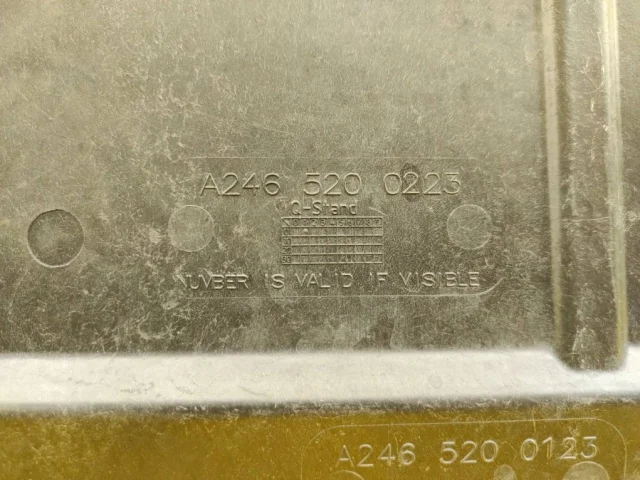 A246 520 0223
Q-Stand
NUMBER IS VALID IF VISIBLE
A246 520 0123